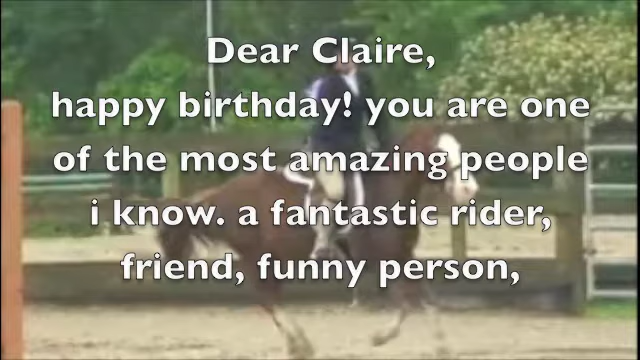 Dear Claire,
happy birthday! you are one
of the most amazing people
i know. a fantastic rider,
friend, funny person,